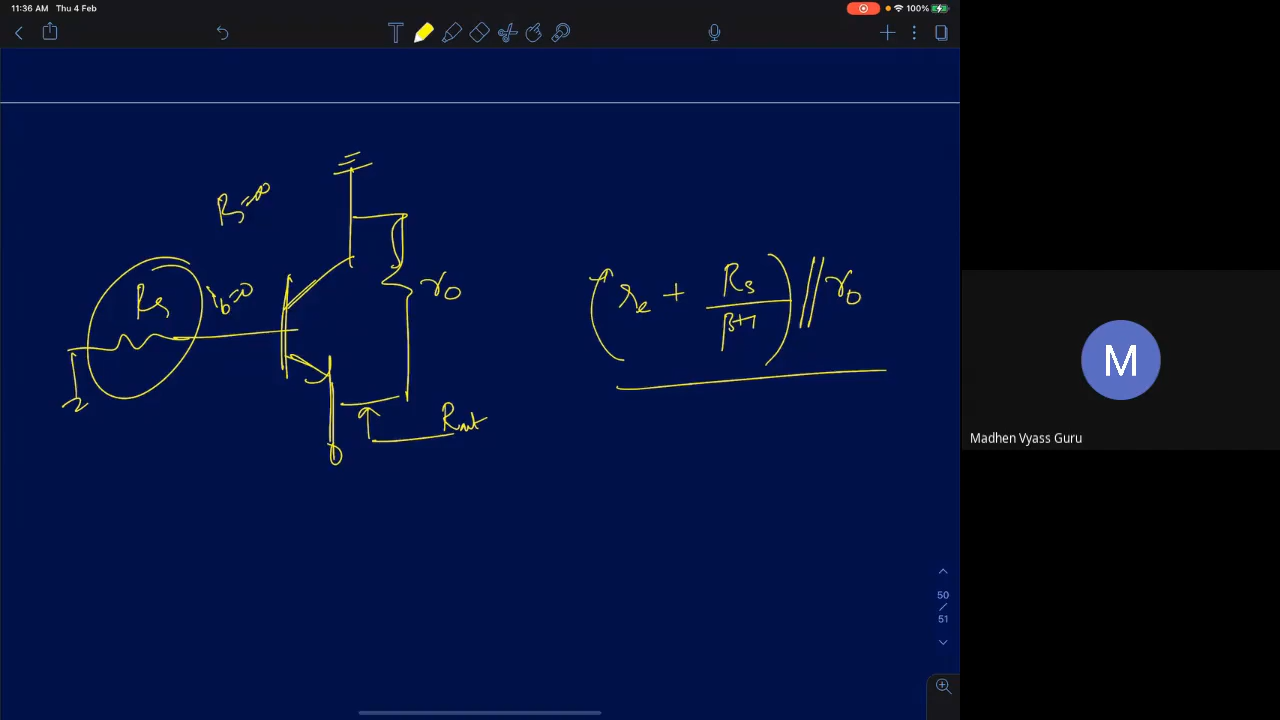 11:36 AM Thu 4 Feb
100%
T
β=∞
Rs
ib=0
ro
(re + Rs/β+1) // ro
Rout
50
/
51
M
Madhen Vyass Guru